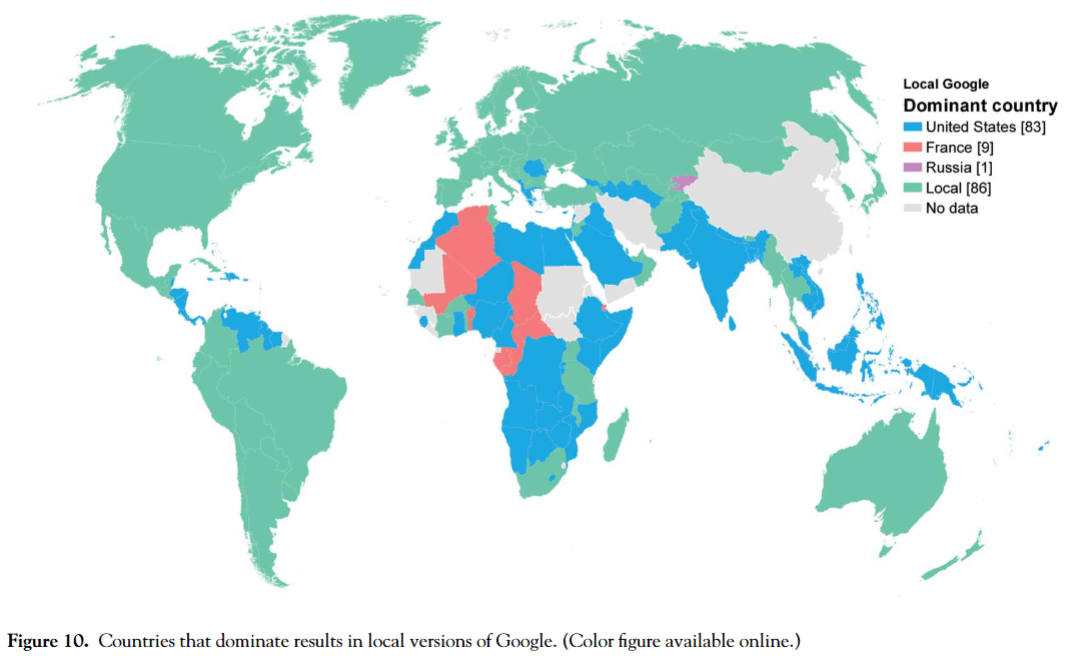 Local Google
Dominant country
United States [83]
France [9]
Russia [1]
Local [86]
No data
Figure 10. Countries that dominate results in local versions of Google. (Color figure available online.)